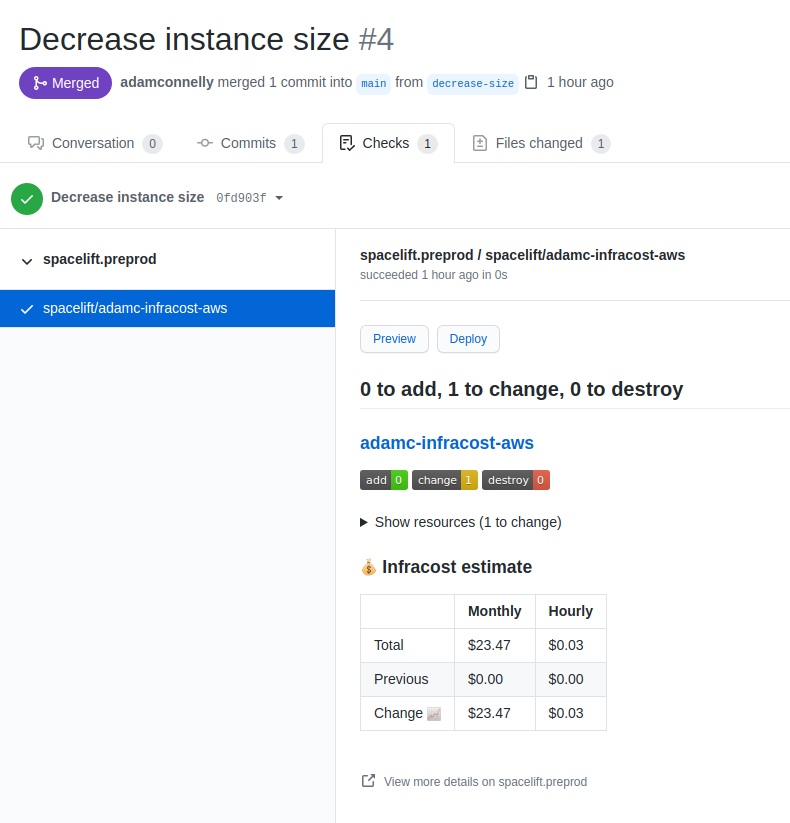 Decrease instance size #4
Merged adamconnelly merged 1 commit into main from decrease-size 1 hour ago
Conversation 0 Commits 1 Checks 1 Files changed 1
Decrease instance size 0fd903f
spacelift.preprod
spacelift/adamc-infracost-aws
spacelift.preprod / spacelift/adamc-infracost-aws
succeeded 1 hour ago in 0s
Preview Deploy
0 to add, 1 to change, 0 to destroy
adamc-infracost-aws
add 0 change 1 destroy 0
Show resources (1 to change)
💰 Infracost estimate
Monthly Hourly
Total $23.47 $0.03
Previous $0.00 $0.00
Change 📈 $23.47 $0.03
View more details on spacelift.preprod